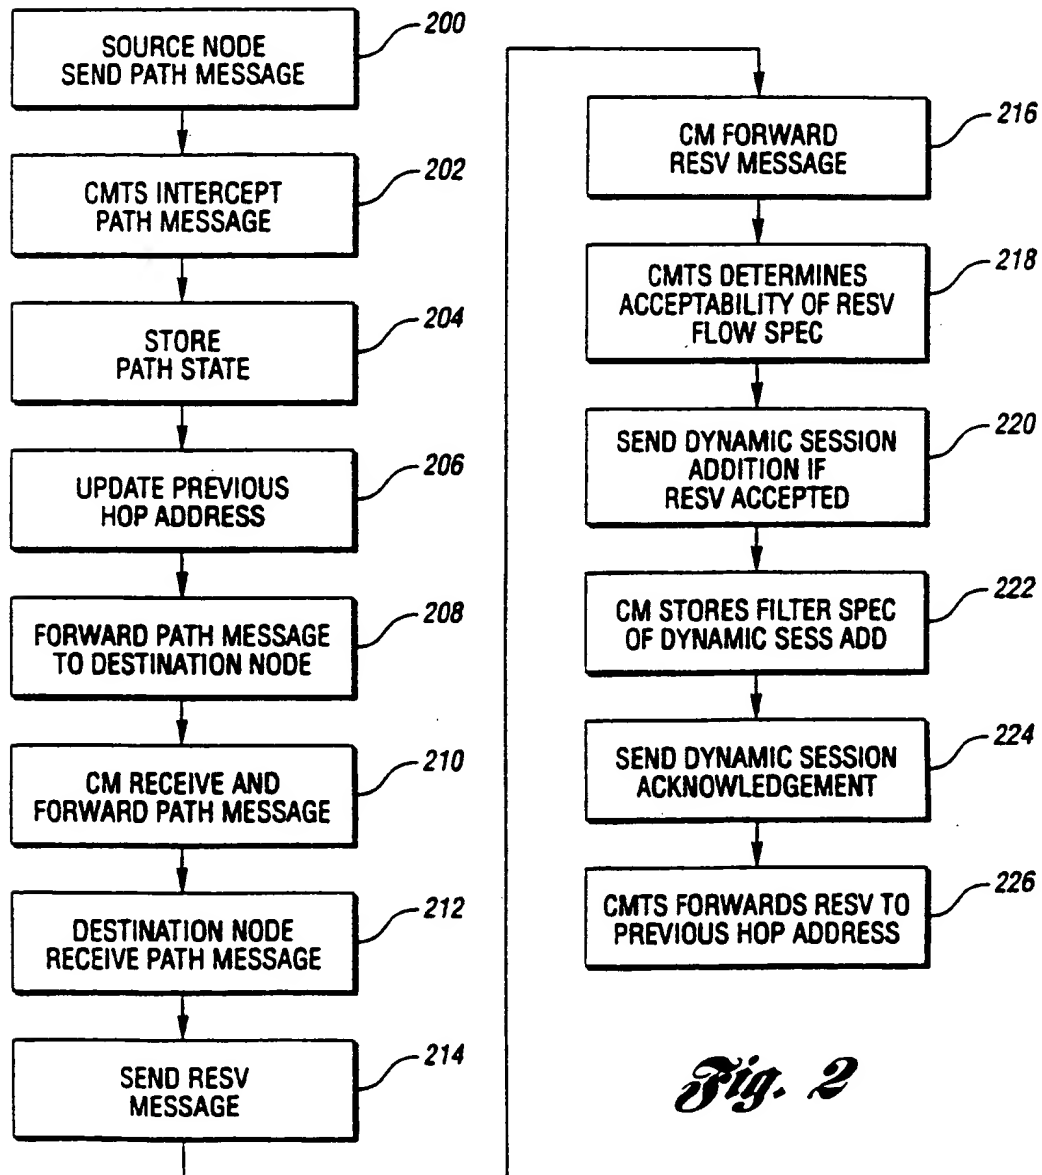 SOURCE NODE
SEND PATH MESSAGE
200
CMTS INTERCEPT
PATH MESSAGE
202
STORE
PATH STATE
204
UPDATE PREVIOUS
HOP ADDRESS
206
FORWARD PATH MESSAGE
TO DESTINATION NODE
208
CM RECEIVE AND
FORWARD PATH MESSAGE
210
DESTINATION NODE
RECEIVE PATH MESSAGE
212
SEND RESV
MESSAGE
214
CM FORWARD
RESV MESSAGE
216
CMTS DETERMINES
ACCEPTABILITY OF RESV
FLOW SPEC
218
SEND DYNAMIC SESSION
ADDITION IF
RESV ACCEPTED
220
CM STORES FILTER SPEC
OF DYNAMIC SESS ADD
222
SEND DYNAMIC SESSION
ACKNOWLEDGEMENT
224
CMTS FORWARDS RESV TO
PREVIOUS HOP ADDRESS
226
Fig. 2